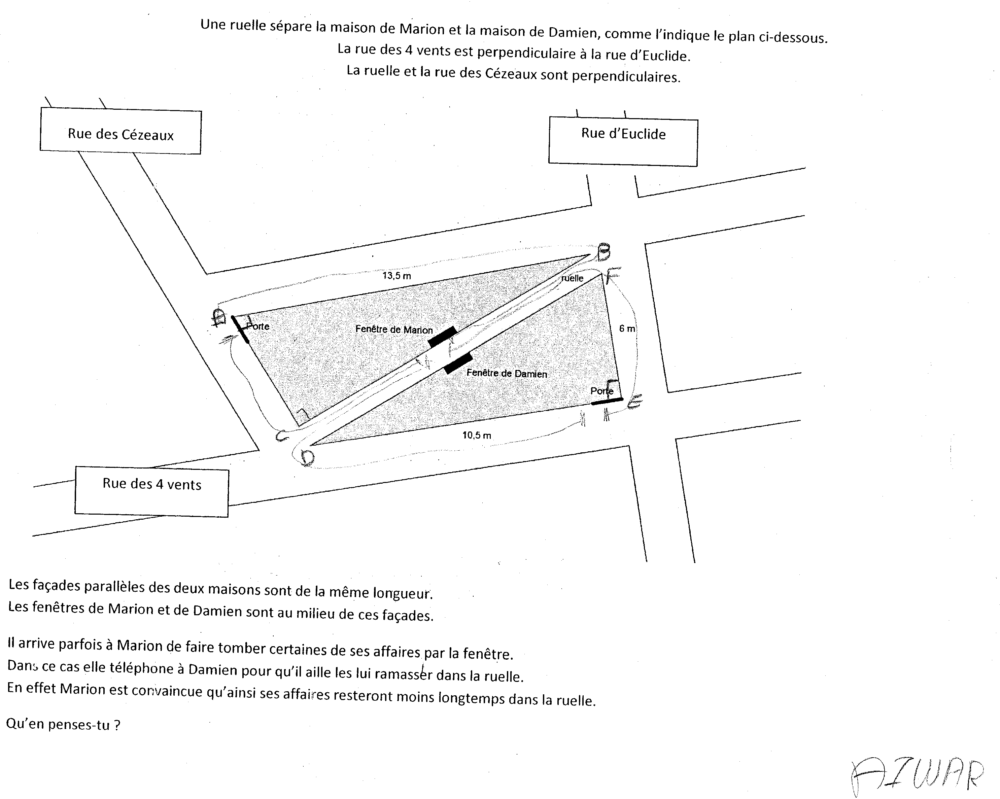 Une ruelle sépare la maison de Marion et la maison de Damien, comme l'indique le plan ci-dessous.
La rue des 4 vents est perpendiculaire à la rue d'Euclide.
La ruelle et la rue des Cézeaux sont perpendiculaires.
Rue des Cézeaux
Rue d'Euclide
B
13,5 m
ruelle
F
A
Porte
Fenêtre de Marion
6 m
Fenêtre de Damien
Porte
E
C
10,5 m
D
Rue des 4 vents
Les façades parallèles des deux maisons sont de la même longueur.
Les fenêtres de Marion et de Damien sont au milieu de ces façades.
Il arrive parfois à Marion de faire tomber certaines de ses affaires par la fenêtre.
Dans ce cas elle téléphone à Damien pour qu'il aille les lui ramasser dans la ruelle.
En effet Marion est convaincue qu'ainsi ses affaires resteront moins longtemps dans la ruelle.
Qu'en penses-tu ?
AIWAR